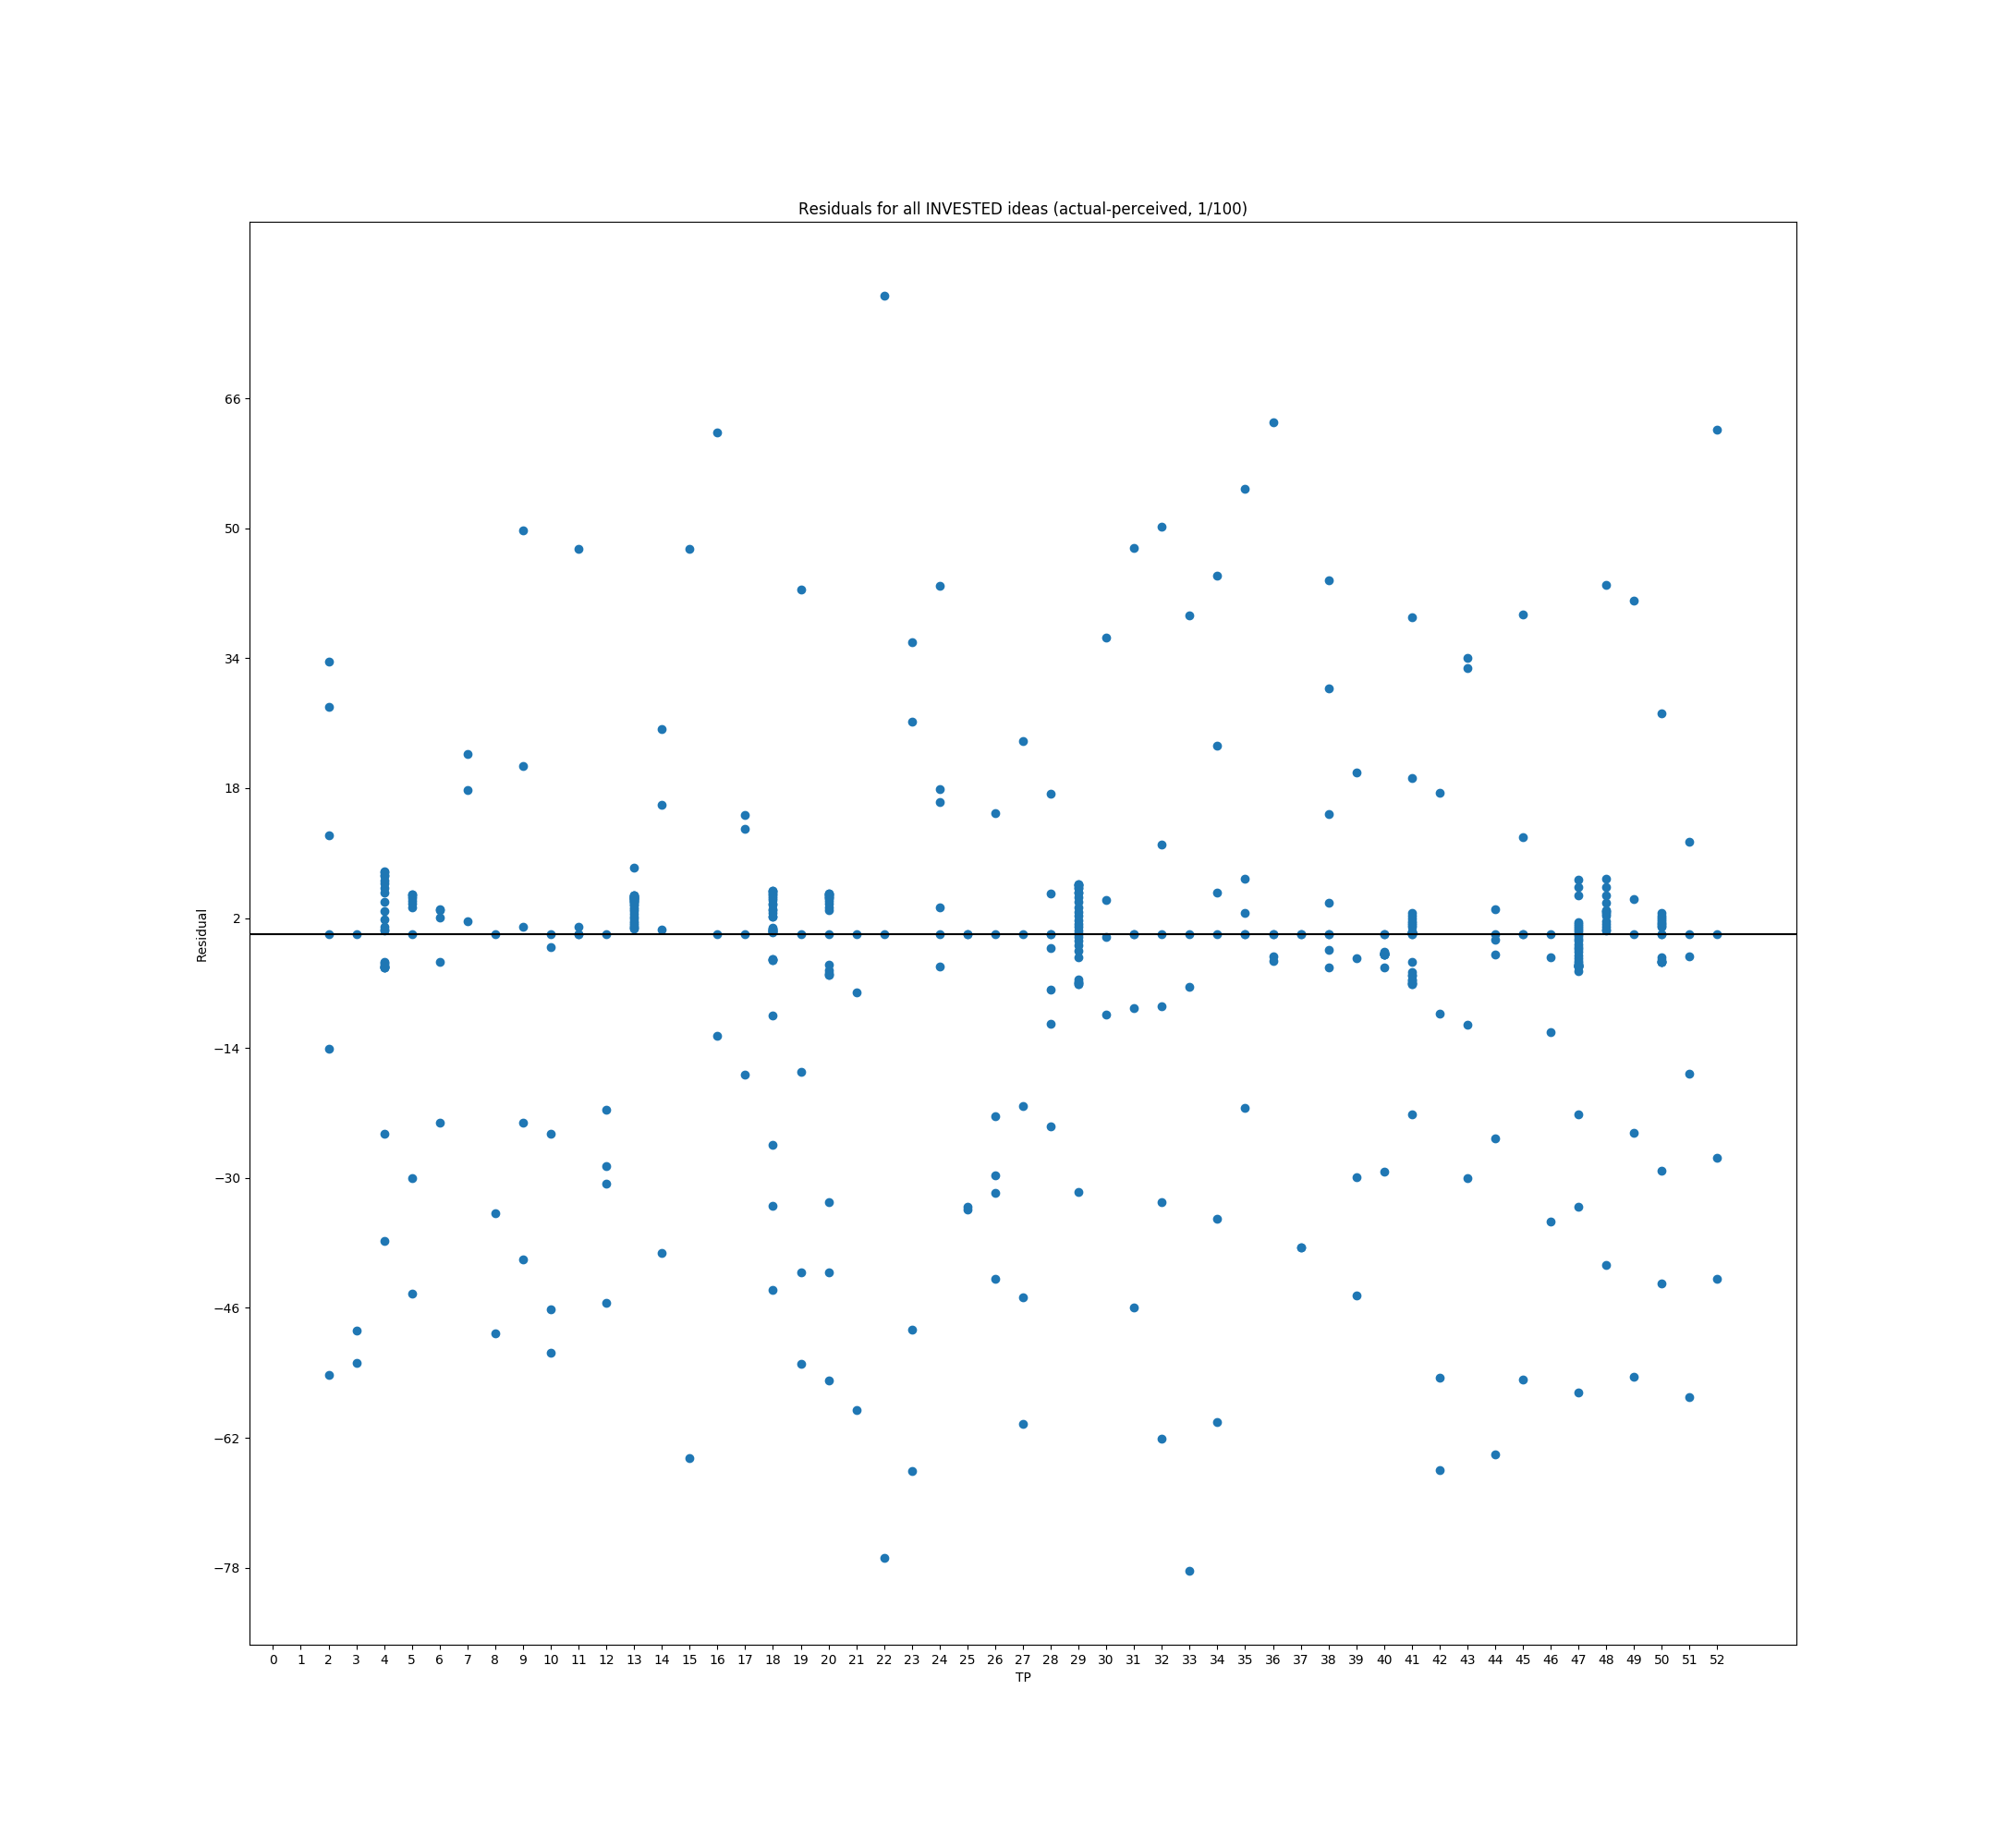 Residuals for all INVESTED ideas (actual-perceived, 1/100)
66
50
34
18
2
−14
−30
−46
−62
−78
Residual
0 1 2 3 4 5 6 7 8 9 10 11 12 13 14 15 16 17 18 19 20 21 22 23 24 25 26 27 28 29 30 31 32 33 34 35 36 37 38 39 40 41 42 43 44 45 46 47 48 49 50 51 52
TP